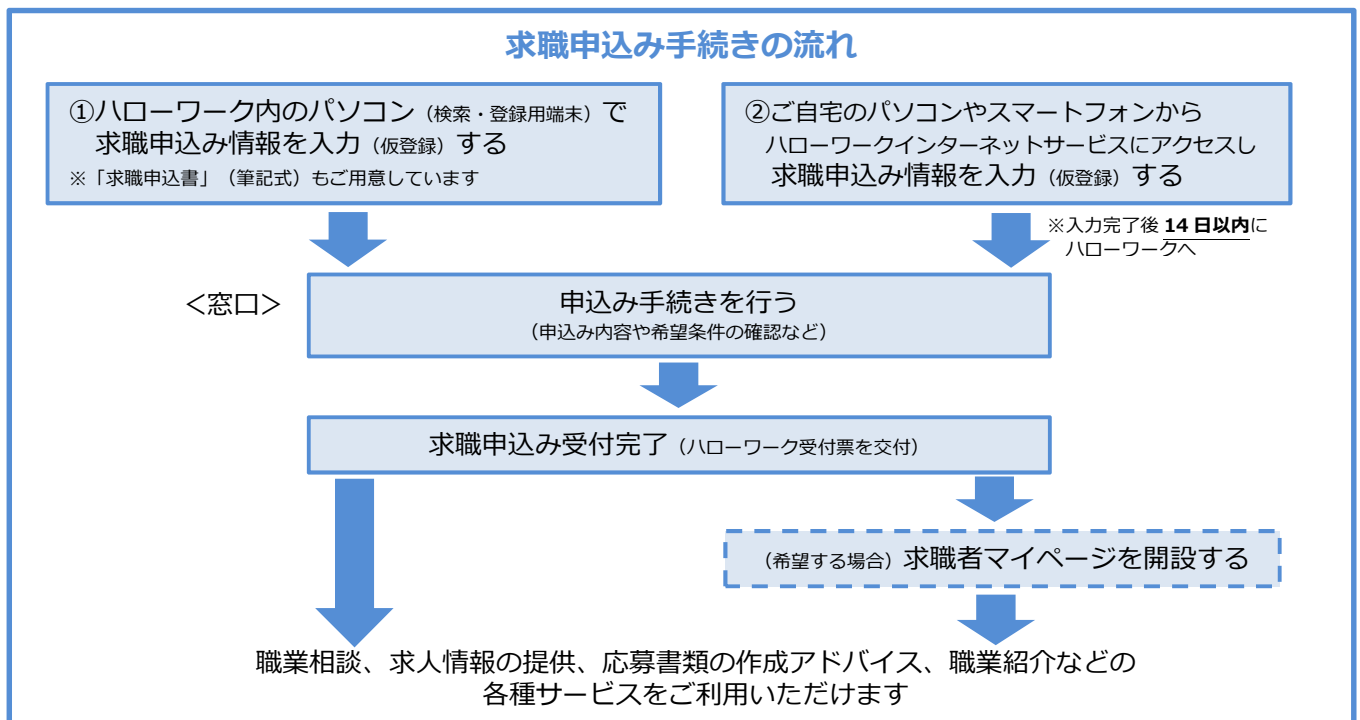 求職申込み手続きの流れ
①ハローワーク内のパソコン（検索・登録用端末）で
求職申込み情報を入力（仮登録）する
※「求職申込書」（筆記式）もご用意しています
②ご自宅のパソコンやスマートフォンから
ハローワークインターネットサービスにアクセスし
求職申込み情報を入力（仮登録）する
※入力完了後 14 日以内に
ハローワークへ
＜窓口＞
申込み手続きを行う
（申込み内容や希望条件の確認など）
求職申込み受付完了（ハローワーク受付票を交付）
（希望する場合）求職者マイページを開設する
職業相談、求人情報の提供、応募書類の作成アドバイス、職業紹介などの
各種サービスをご利用いただけます